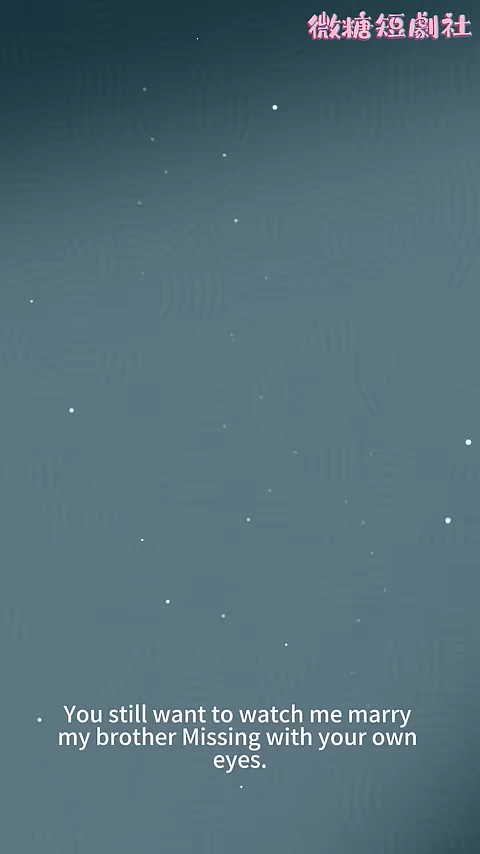 微糖短劇社
You still want to watch me marry
my brother Missing with your own
eyes.